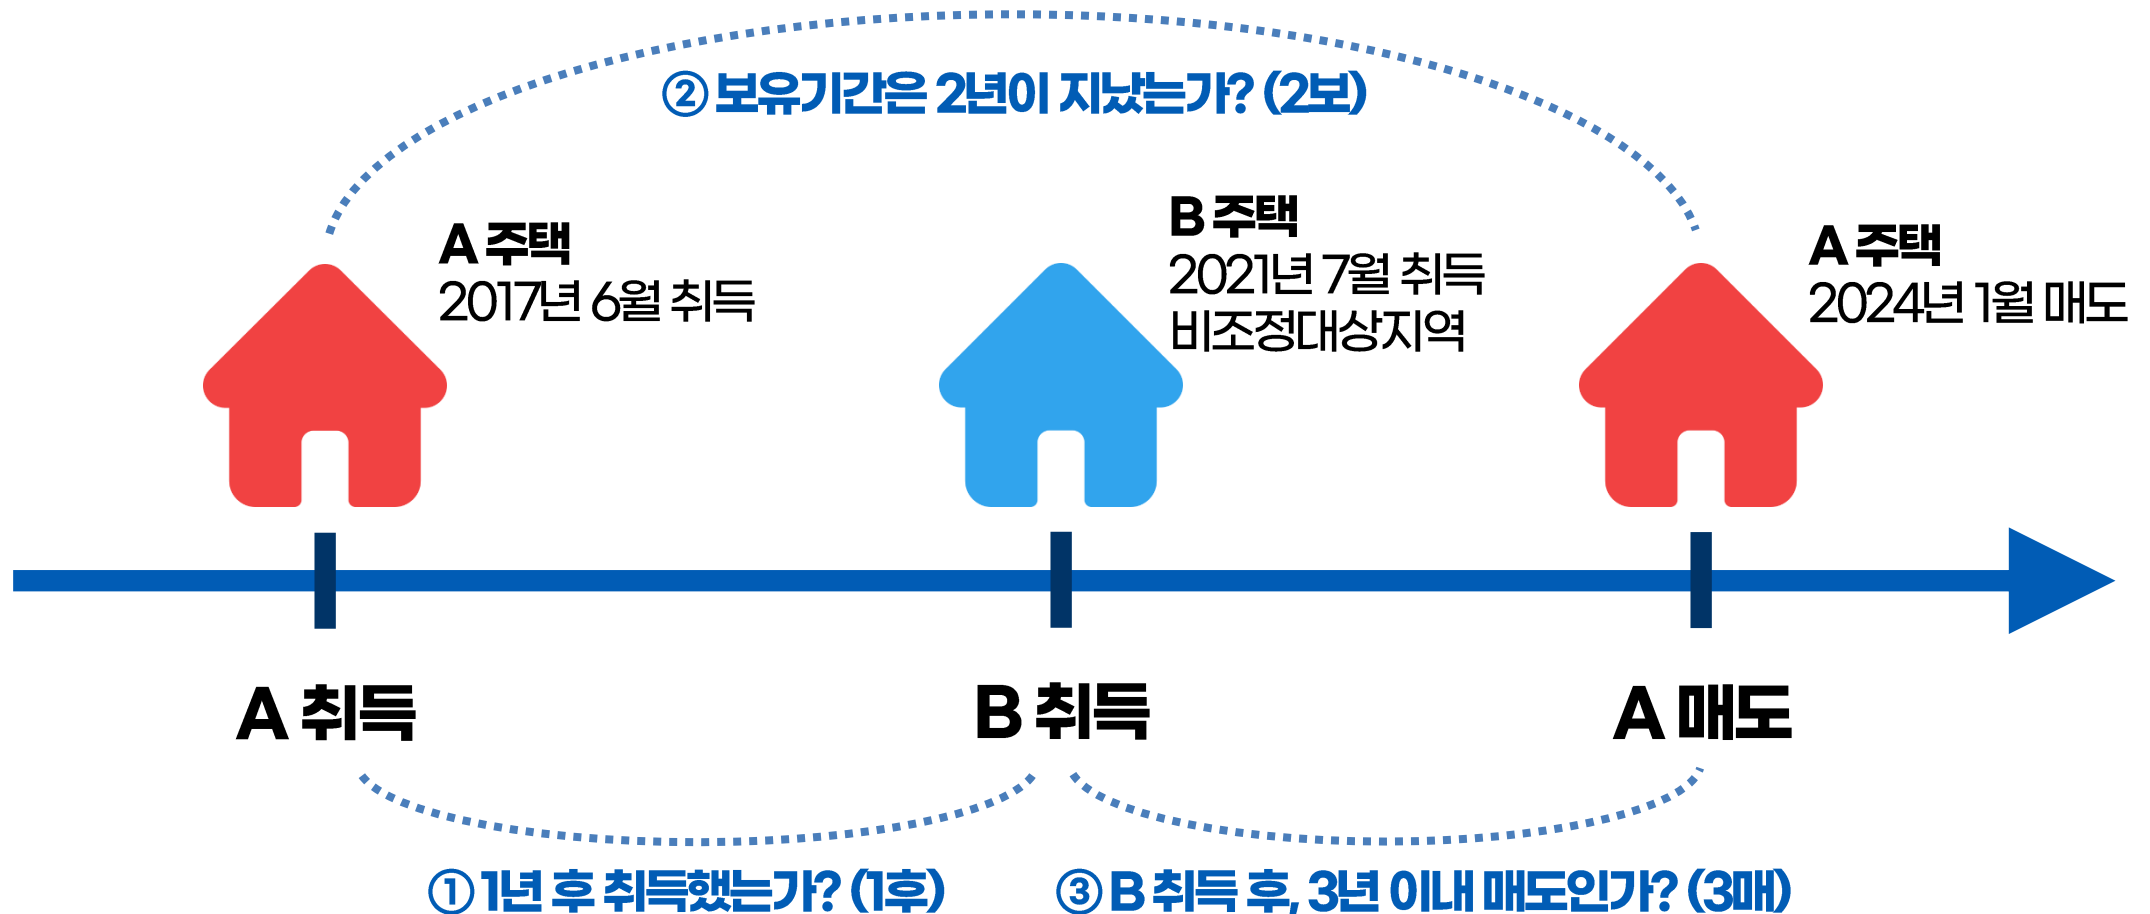 ② 보유기간은 2년이 지났는가? (2보)
A 주택
2017년 6월 취득
B 주택
2021년 7월 취득
비조정대상지역
A 주택
2024년 1월 매도
A 취득
B 취득
A 매도
① 1년 후 취득했는가? (1후)
③ B 취득 후, 3년 이내 매도인가? (3매)